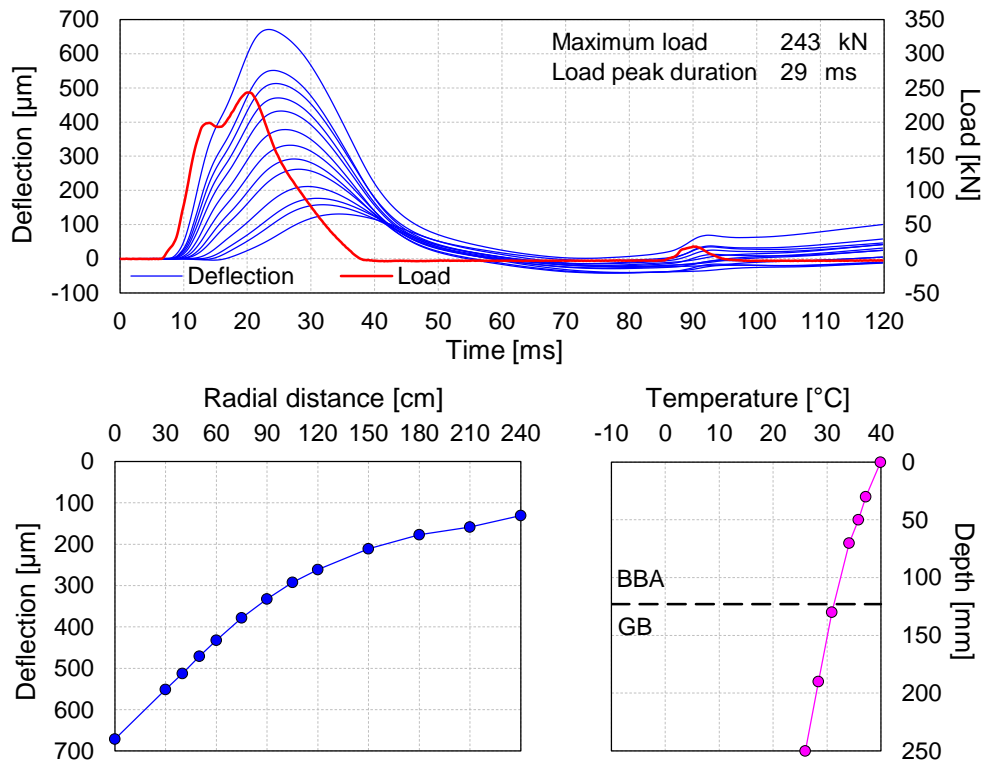 700 350
600 Maximum load 243 kN 300
500 Load peak duration 29 ms 250
400 200
300 150
200 100
100 50
0 0
-100 -50
Deflection [µm]
Load [kN]
Deflection Load
0 10 20 30 40 50 60 70 80 90 100 110 120
Time [ms]
Radial distance [cm]
0 30 60 90 120 150 180 210 240
0
100
200
300
400
500
600
700
Deflection [µm]
Temperature [°C]
-10 0 10 20 30 40
0
50
100
150
200
250
Depth [mm]
BBA
GB